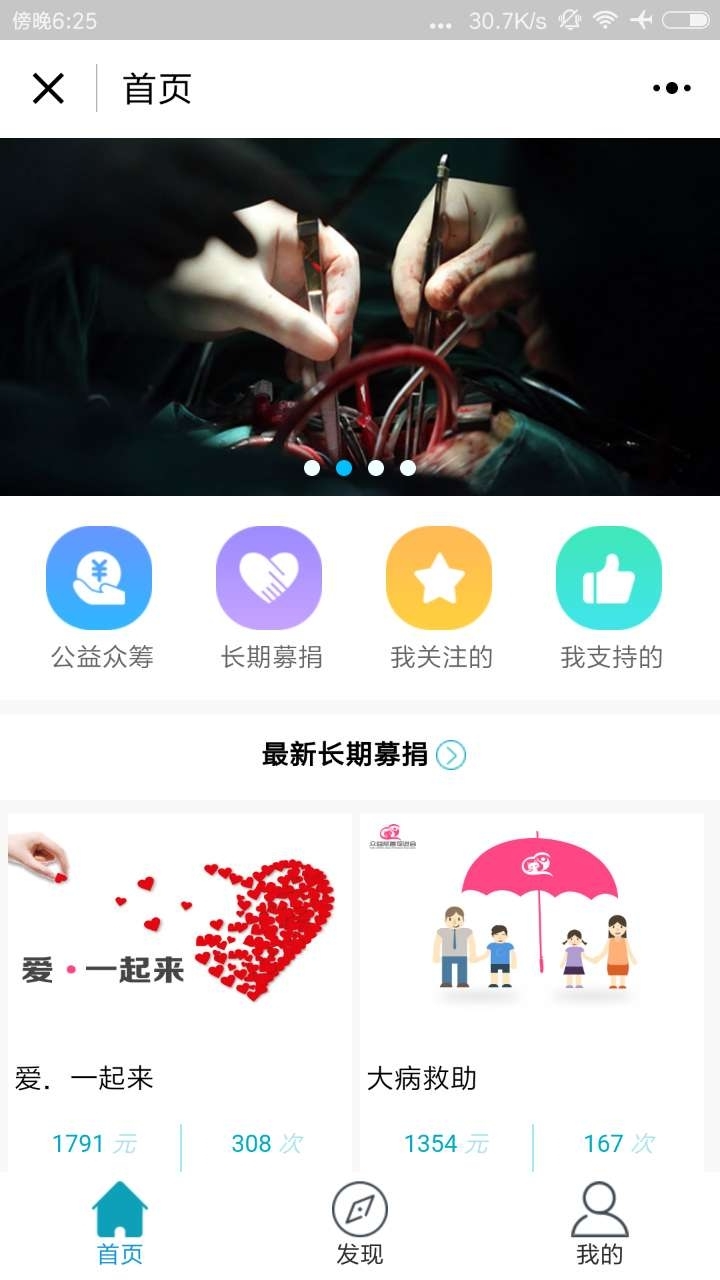 傍晚6:25
... 30.7K/s
首页
公益众筹
长期募捐
我关注的
我支持的
最新长期募捐
爱·一起来
爱．一起来
大病救助
1791 元
308 次
1354 元
167 次
首页
发现
我的